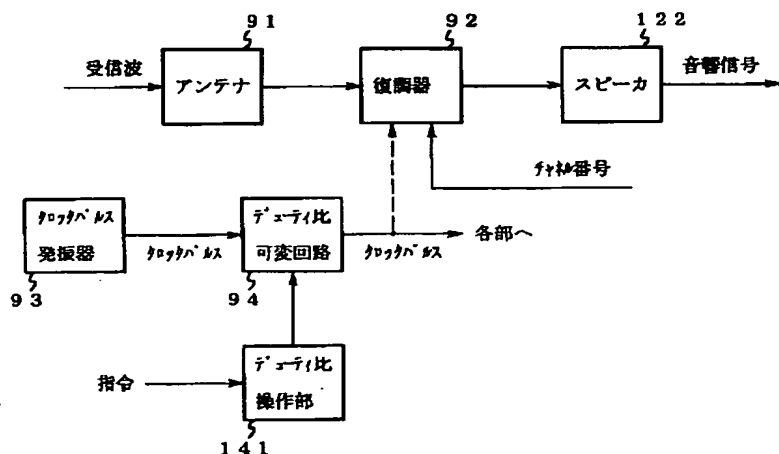 91
92
122
受信波
アンテナ
復調器
スピーカ
音響信号
チャネル番号
クロックパルス
発振器
クロックパルス
デューティ比
可変回路
クロックパルス
各部へ
93
94
指令
デューティ比
操作部
141